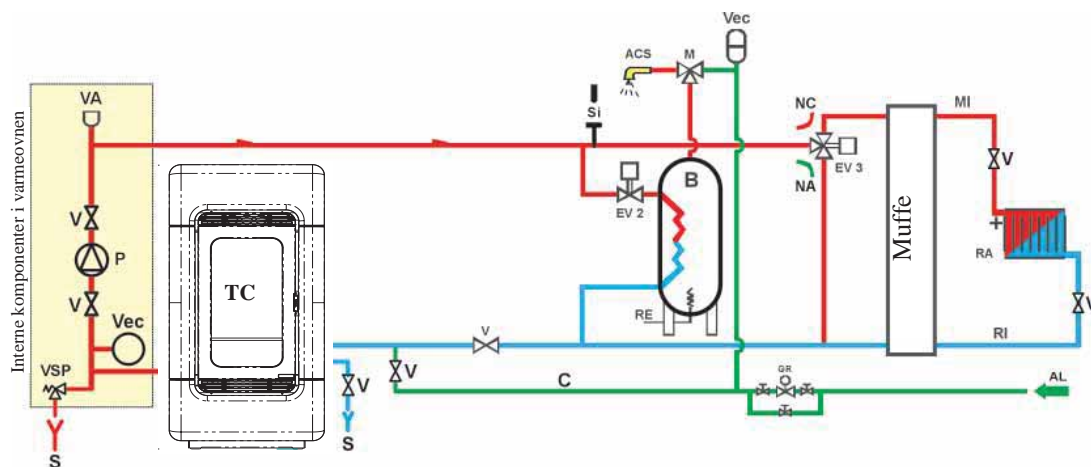 Interne komponenter i varmeovnen
VA
V
P
V
Vec
VSP
S
TC
V
S
V
V
C
Si
EV 2
B
RE
ACS
M
Vec
NC
NA
EV 3
GR
AL
Muffe
MI
V
+
RA
V
RI